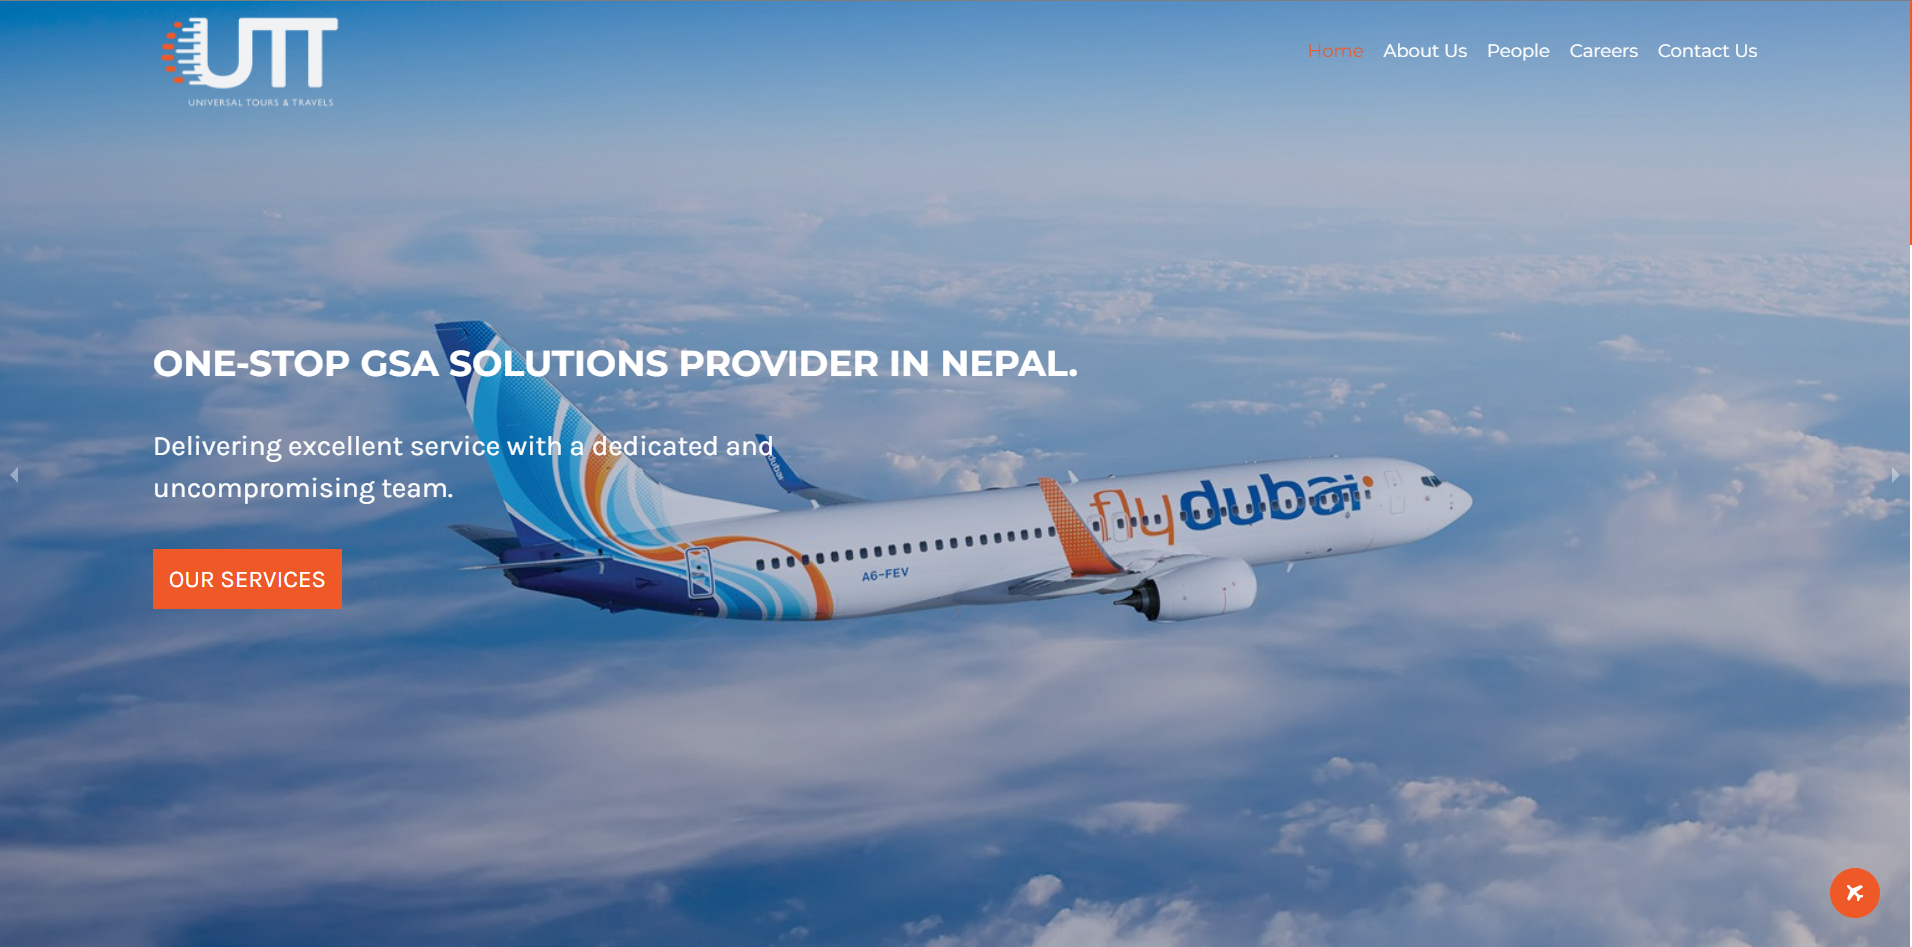 UTT
UNIVERSAL TOURS & TRAVELS
Home
About Us
People
Careers
Contact Us
ONE-STOP GSA SOLUTIONS PROVIDER IN NEPAL.
Delivering excellent service with a dedicated and
uncompromising team.
OUR SERVICES
dubai
flydubai
A6-FEV